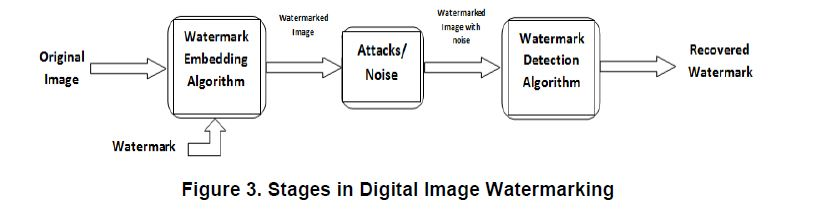 Original
Image
Watermark
Watermark
Embedding
Algorithm
Watermarked
Image
Attacks/
Noise
Watermarked
Image with
noise
Watermark
Detection
Algorithm
Recovered
Watermark
Figure 3. Stages in Digital Image Watermarking